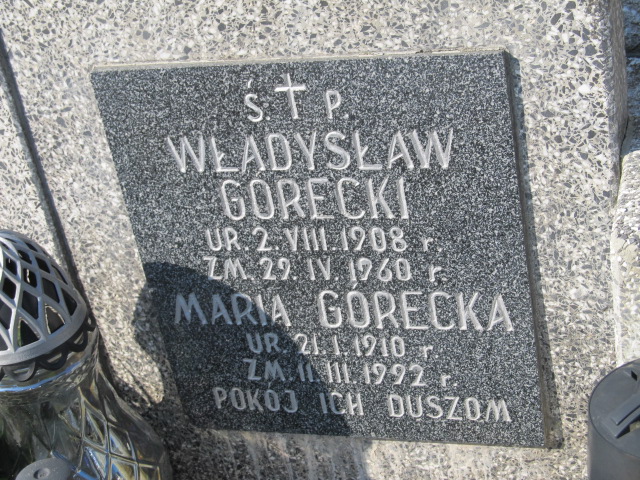 Ś. † P.
WŁADYSŁAW
GÓRECKI
UR. 2. VIII. 1908 r.
ZM. 29. IV. 1960 r.
MARIA GÓRECKA
UR. 21. I. 1910 r
ZM. 11. III. 1992 r
POKÓJ ICH DUSZOM